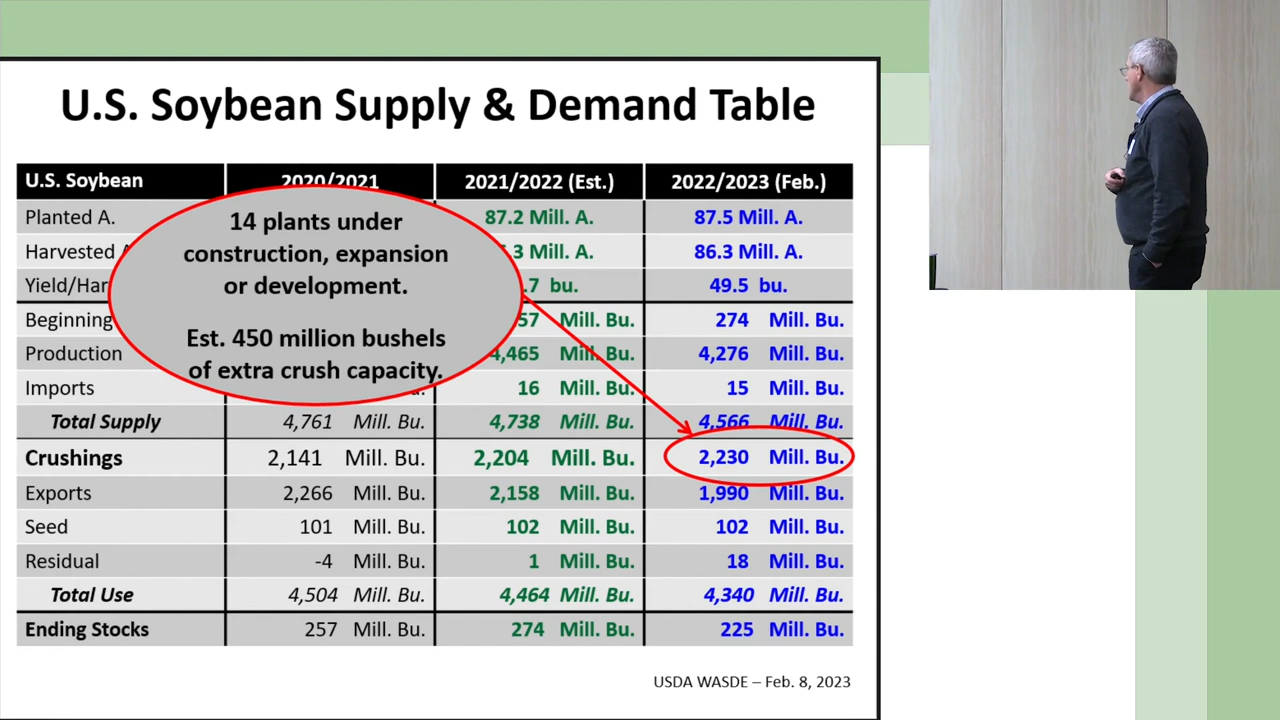 U.S. Soybean Supply & Demand Table
U.S. Soybean 2020/2021 2021/2022 (Est.) 2022/2023 (Feb.)
Planted A. 87.2 Mill. A. 87.5 Mill. A.
Harvested .3 Mill. A. 86.3 Mill. A.
.7 bu. 49.5 bu.
Beginning 57 Mill. Bu. 274 Mill. Bu.
Production 4,465 Mill. Bu. 4,276 Mill. Bu.
Imports 16 Mill. Bu. 15 Mill. Bu.
Total Supply 4,761 Mill. Bu. 4,738 Mill. Bu. 4,566 Mill. Bu.
Crushings 2,141 Mill. Bu. 2,204 Mill. Bu. 2,230 Mill. Bu.
Exports 2,266 Mill. Bu. 2,158 Mill. Bu. 1,990 Mill. Bu.
Seed 101 Mill. Bu. 102 Mill. Bu. 102 Mill. Bu.
Residual -4 Mill. Bu. 1 Mill. Bu. 18 Mill. Bu.
Total Use 4,504 Mill. Bu. 4,464 Mill. Bu. 4,340 Mill. Bu.
Ending Stocks 257 Mill. Bu. 274 Mill. Bu. 225 Mill. Bu.
14 plants under
construction, expansion
or development.
Est. 450 million bushels
of extra crush capacity.
USDA WASDE – Feb. 8, 2023